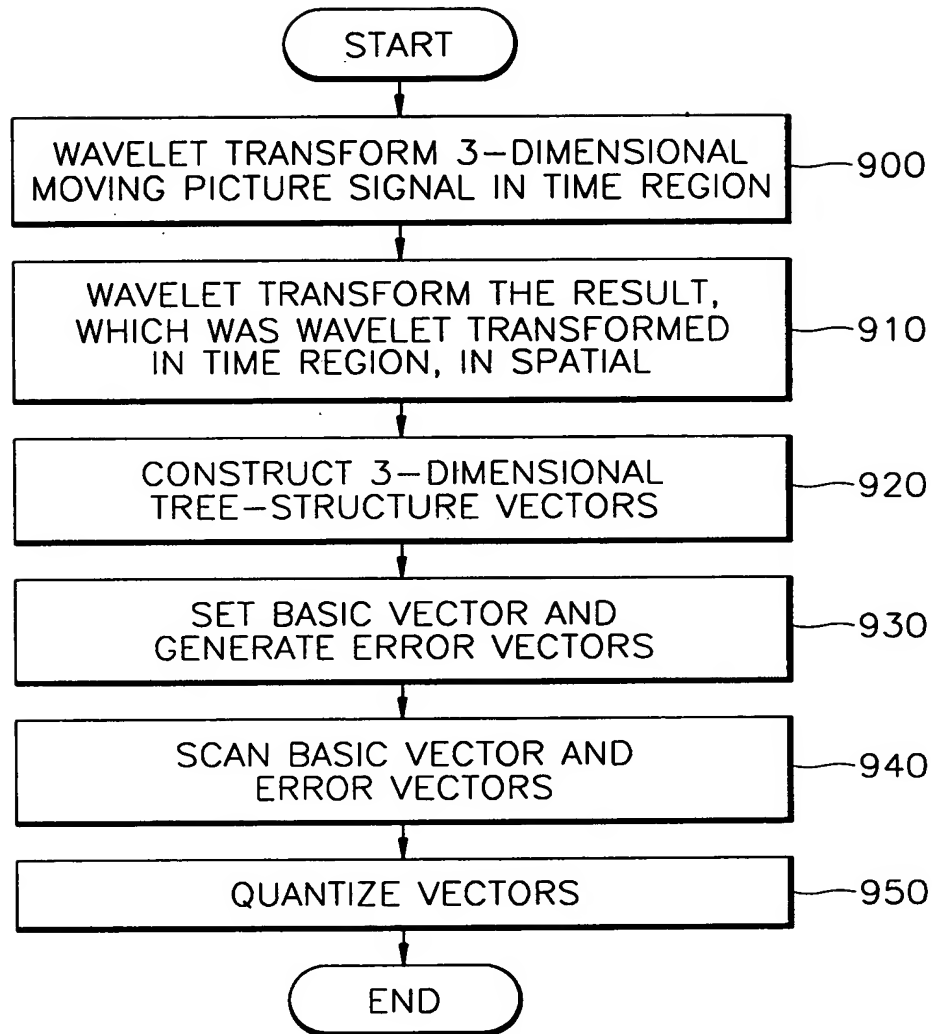 START
WAVELET TRANSFORM 3-DIMENSIONAL
MOVING PICTURE SIGNAL IN TIME REGION
900
WAVELET TRANSFORM THE RESULT,
WHICH WAS WAVELET TRANSFORMED
IN TIME REGION, IN SPATIAL
910
CONSTRUCT 3-DIMENSIONAL
TREE-STRUCTURE VECTORS
920
SET BASIC VECTOR AND
GENERATE ERROR VECTORS
930
SCAN BASIC VECTOR AND
ERROR VECTORS
940
QUANTIZE VECTORS
950
END